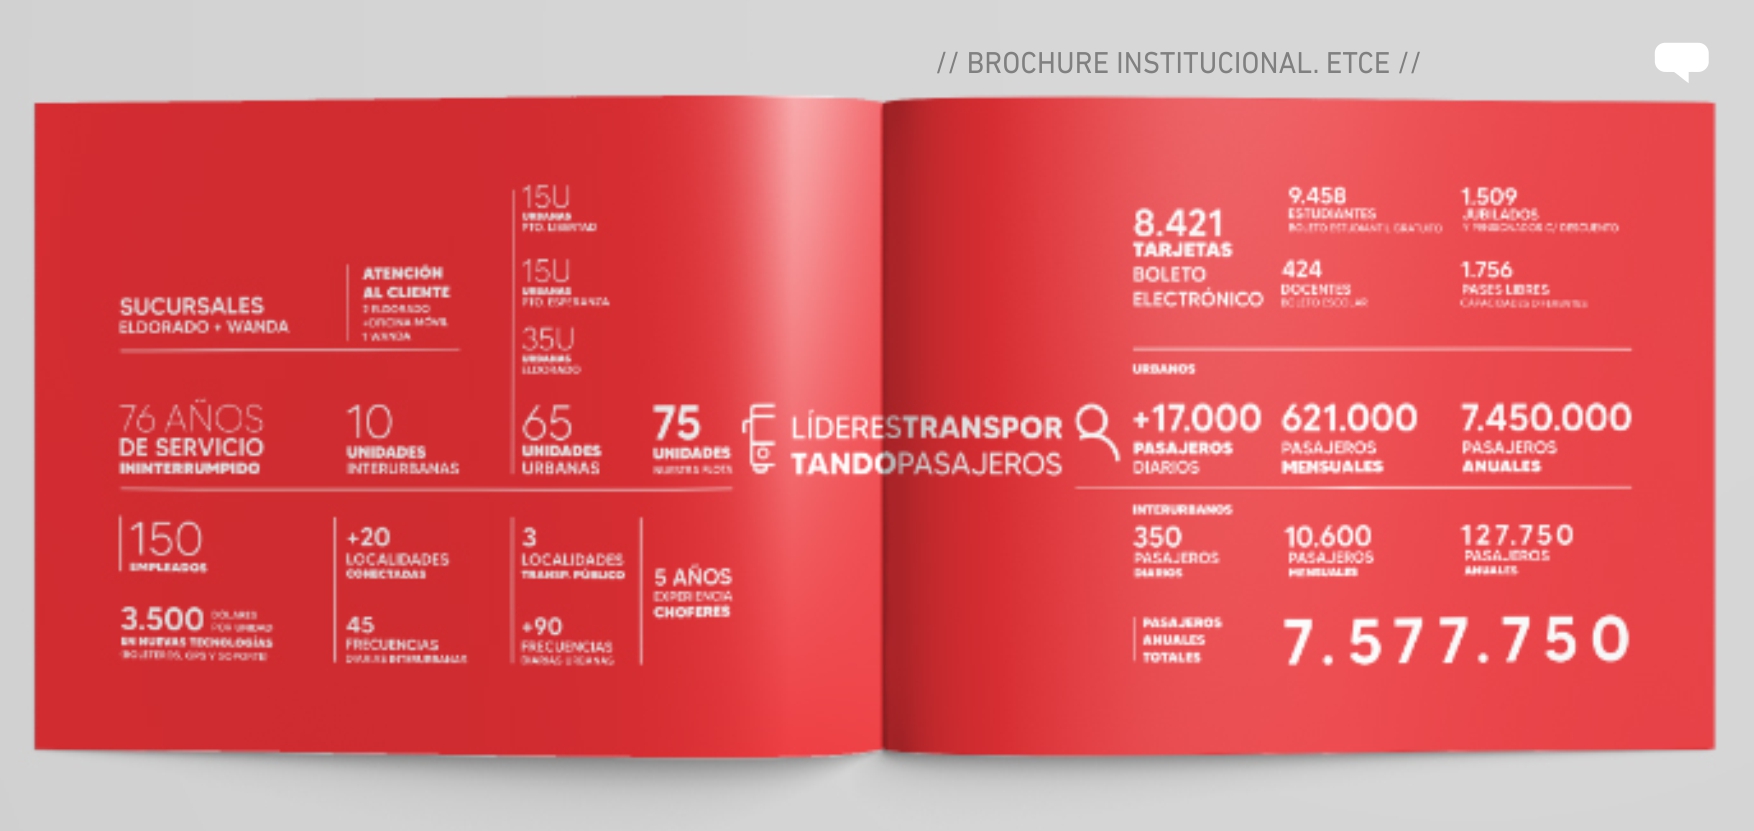 // BROCHURE INSTITUCIONAL. ETCE //
15U
URBANAS
PTO. LIBERTAD
15U
URBANAS
PTO. ESPERANZA
35U
URBANAS
ELDORADO
SUCURSALES
ELDORADO + WANDA
ATENCIÓN
AL CLIENTE
2 ELDORADO
+OFICINA MÓVIL
1 WANDA
76 AÑOS
DE SERVICIO
ININTERRUMPIDO
10
UNIDADES
INTERURBANAS
65
UNIDADES
URBANAS
75
UNIDADES
NUESTRA FLOTA
150
EMPLEADOS
3.500 DÓLARES
POR UNIDAD
EN NUEVAS TECNOLOGÍAS
(BOLETEROS, GPS Y SOPORTE)
+20
LOCALIDADES
CONECTADAS
45
FRECUENCIAS
DIARIAS INTERURBANAS
3
LOCALIDADES
TRANSP. PÚBLICO
+90
FRECUENCIAS
DIARIAS URBANAS
5 AÑOS
EXPERIENCIA
CHOFERES
LÍDERESTRANSPOR
TANDOPASAJEROS
8.421
TARJETAS
BOLETO
ELECTRÓNICO
9.458
ESTUDIANTES
BOLETO ESTUDIANTIL GRATUITO
1.509
JUBILADOS
Y PENSIONADOS C/ DESCUENTO
424
DOCENTES
BOLETO ESCOLAR
1.756
PASES LIBRES
CAPACIDADES DIFERENTES
URBANOS
+17.000
PASAJEROS
DIARIOS
621.000
PASAJEROS
MENSUALES
7.450.000
PASAJEROS
ANUALES
INTERURBANOS
350
PASAJEROS
DIARIOS
10.600
PASAJEROS
MENSUALES
127.750
PASAJEROS
ANUALES
PASAJEROS
ANUALES
TOTALES
7.577.750